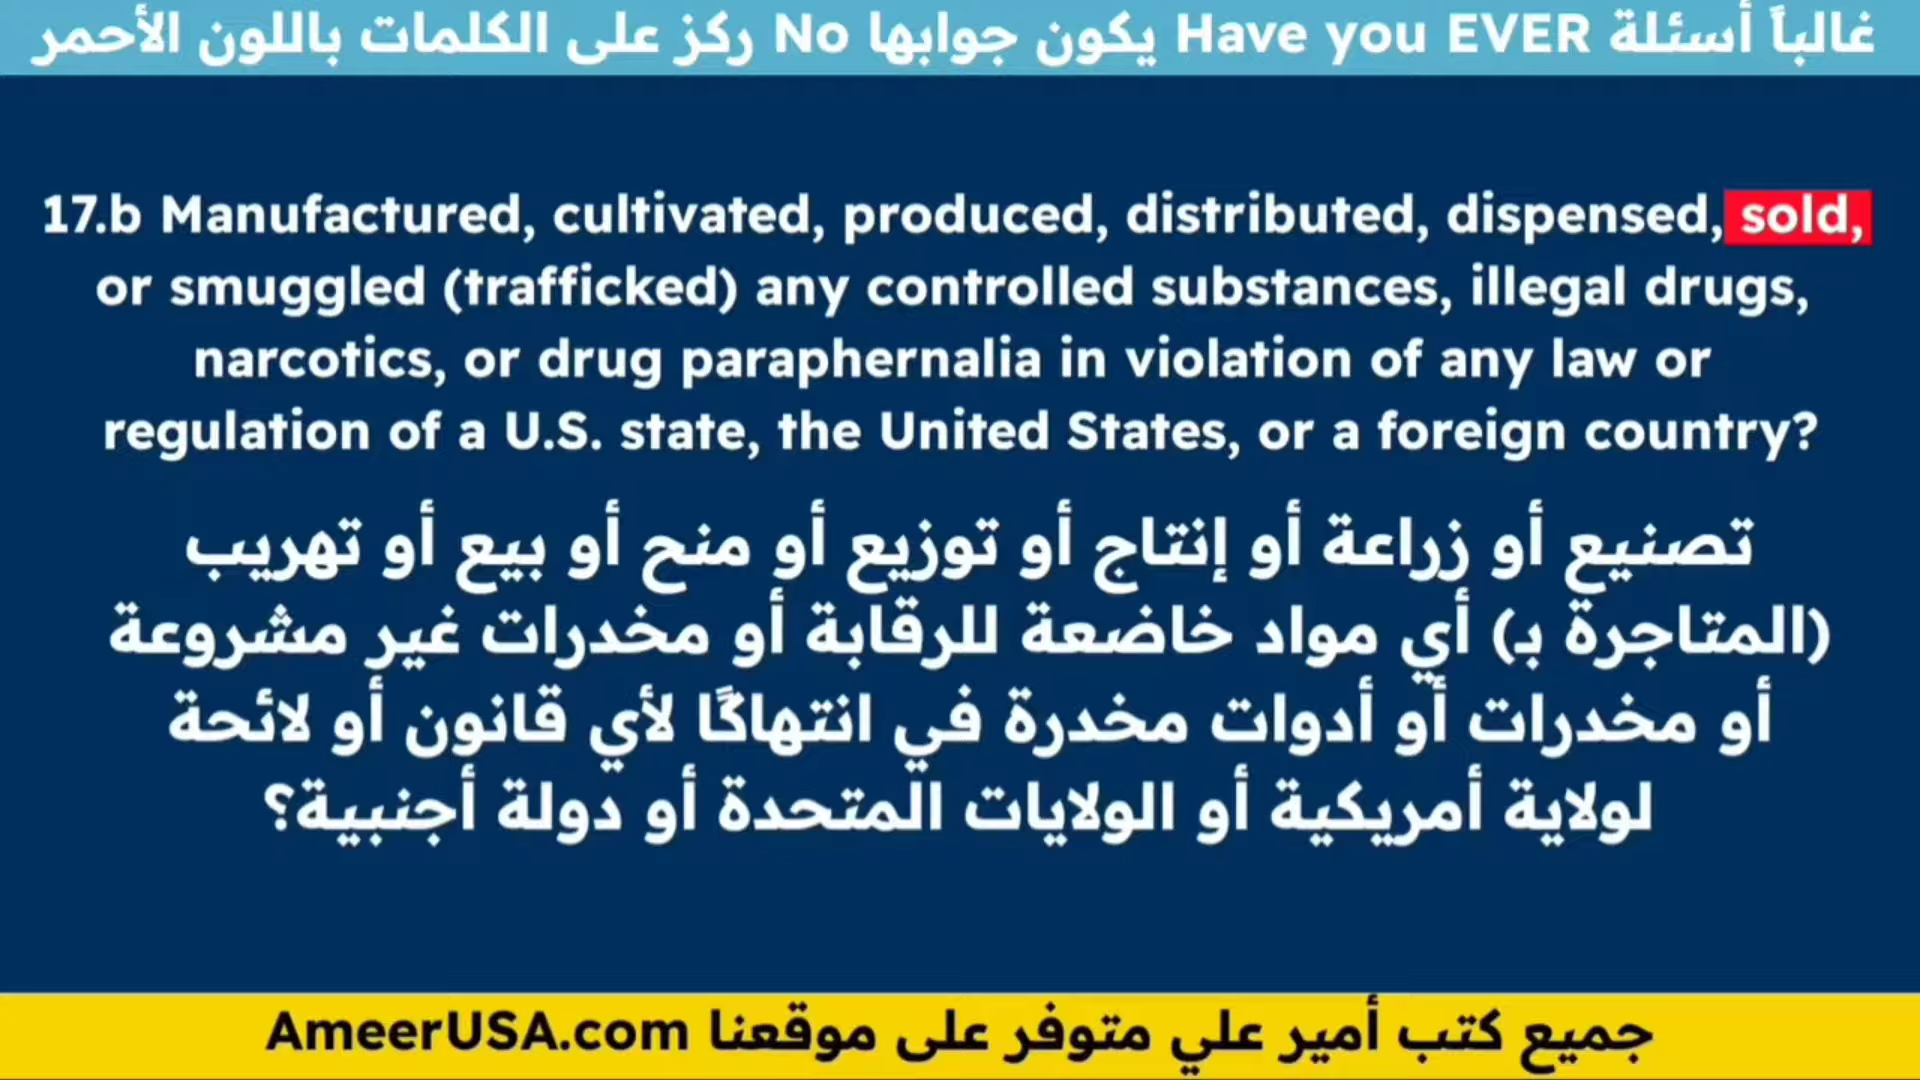 غالباً أسئلة Have you EVER يكون جوابها No ركز على الكلمات باللون الأحمر
17.b Manufactured, cultivated, produced, distributed, dispensed, sold,
or smuggled (trafficked) any controlled substances, illegal drugs,
narcotics, or drug paraphernalia in violation of any law or
regulation of a U.S. state, the United States, or a foreign country?
تصنيع أو زراعة أو إنتاج أو توزيع أو منح أو بيع أو تهريب
(المتاجرة بـ) أي مواد خاضعة للرقابة أو مخدرات غير مشروعة
أو مخدرات أو أدوات مخدرة في انتهاكًا لأي قانون أو لائحة
لولاية أمريكية أو الولايات المتحدة أو دولة أجنبية؟
جميع كتب أمير علي متوفر على موقعنا AmeerUSA.com